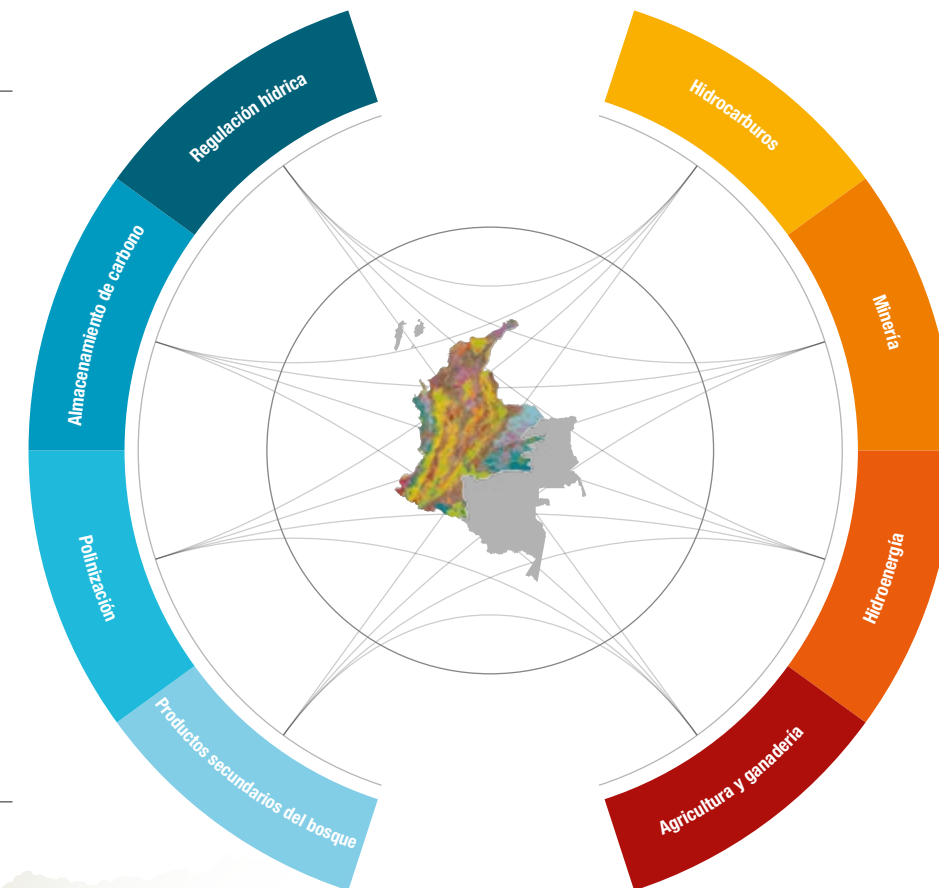 Regulación hídrica
Almacenamiento de carbono
Polinización
Productos secundarios del bosque
Hidrocarburos
Minería
Hidroenergía
Agricultura y ganadería